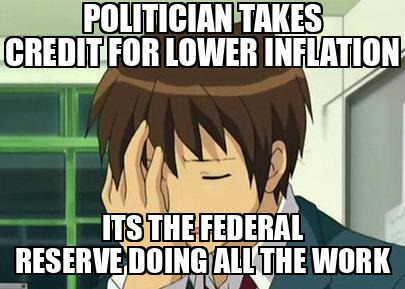 POLITICIAN TAKES
CREDIT FOR LOWER INFLATION
ITS THE FEDERAL
RESERVE DOING ALL THE WORK